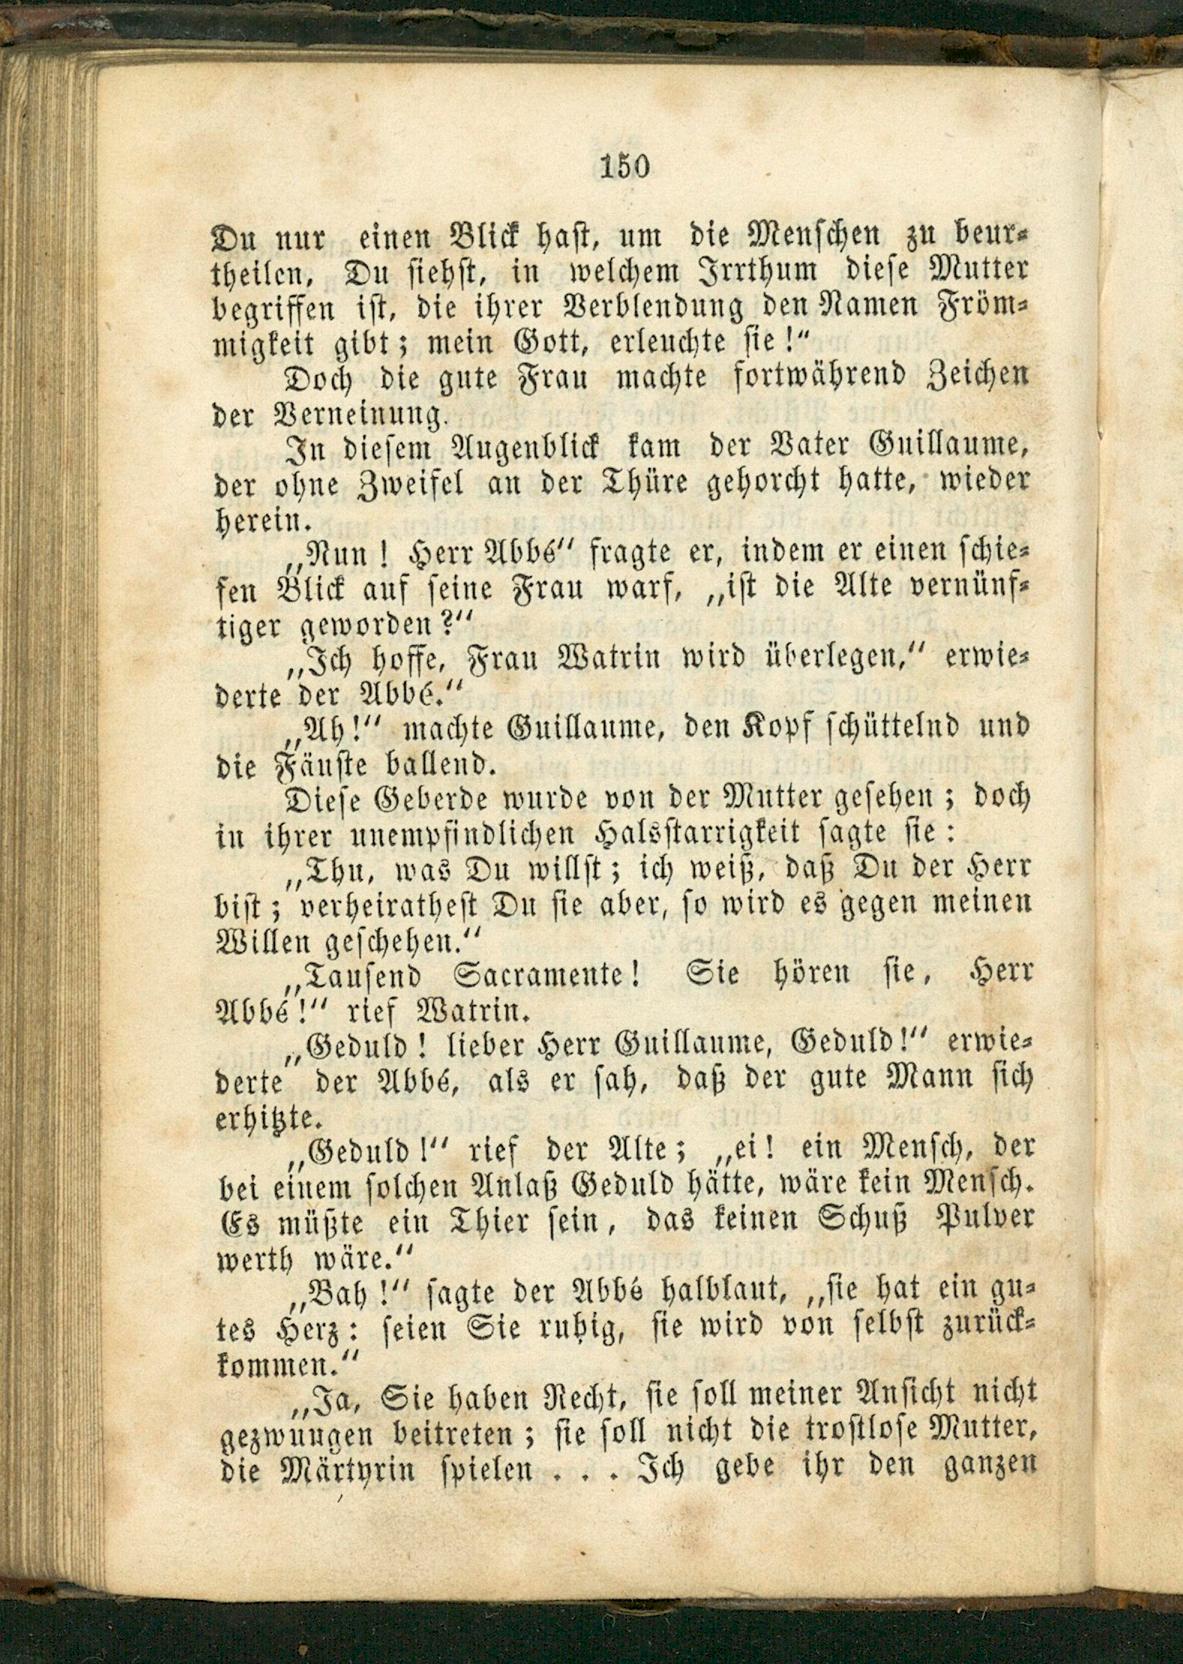 150
Du nur einen Blick hast, um die Menschen zu beur-
theilen, Du siehst, in welchem Irrthum diese Mutter
begriffen ist, die ihrer Verblendung den Namen Fröm-
migkeit gibt; mein Gott, erleuchte sie!“
Doch die gute Frau machte fortwährend Zeichen
der Verneinung.
In diesem Augenblick kam der Vater Guillaume,
der ohne Zweifel an der Thüre gehorcht hatte, wieder
herein.
„Nun! Herr Abbé“ fragte er, indem er einen schie-
fen Blick auf seine Frau warf, „ist die Alte vernünf-
tiger geworden?“
„Ich hoffe, Frau Watrin wird überlegen,“ erwie-
derte der Abbé.“
„Ah!“ machte Guillaume, den Kopf schüttelnd und
die Fäuste ballend.
Diese Geberde wurde von der Mutter gesehen; doch
in ihrer unempfindlichen Halsstarrigkeit sagte sie:
„Thu, was Du willst; ich weiß, daß Du der Herr
bist; verheirathest Du sie aber, so wird es gegen meinen
Willen geschehen.“
„Tausend Sacramente! Sie hören sie, Herr
Abbé!“ rief Watrin.
„Geduld! lieber Herr Guillaume, Geduld!“ erwie-
derte der Abbé, als er sah, daß der gute Mann sich
erhitzte.
„Geduld!“ rief der Alte; „ei! ein Mensch, der
bei einem solchen Anlaß Geduld hätte, wäre kein Mensch.
Es müßte ein Thier sein, das keinen Schuß Pulver
werth wäre.“
„Bah!“ sagte der Abbé halblaut, „sie hat ein gu-
tes Herz: seien Sie ruhig, sie wird von selbst zurück-
kommen.“
„Ja, Sie haben Recht, sie soll meiner Ansicht nicht
gezwungen beitreten; sie soll nicht die trostlose Mutter,
die Märtyrin spielen . . . Ich gebe ihr den ganzen